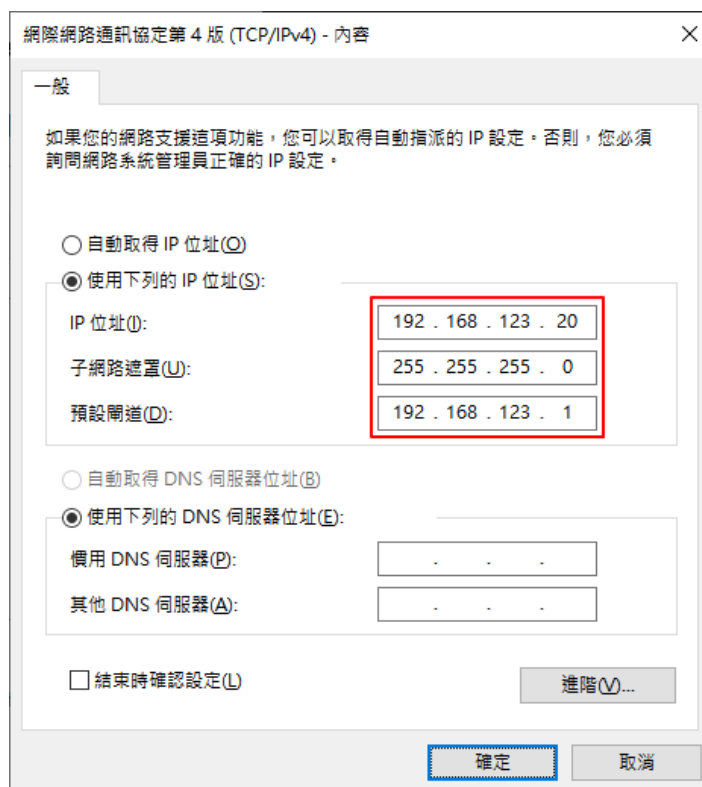 網際網路通訊協定第 4 版 (TCP/IPv4) - 內容
一般
如果您的網路支援這項功能，您可以取得自動指派的 IP 設定。否則，您必須
詢問網路系統管理員正確的 IP 設定。
自動取得 IP 位址(O)
使用下列的 IP 位址(S):
IP 位址(I): 192 . 168 . 123 . 20
子網路遮罩(U): 255 . 255 . 255 . 0
預設閘道(D): 192 . 168 . 123 . 1
自動取得 DNS 伺服器位址(B)
使用下列的 DNS 伺服器位址(E):
慣用 DNS 伺服器(P): . . .
其他 DNS 伺服器(A): . . .
結束時確認設定(L)
進階(V)...
確定 取消